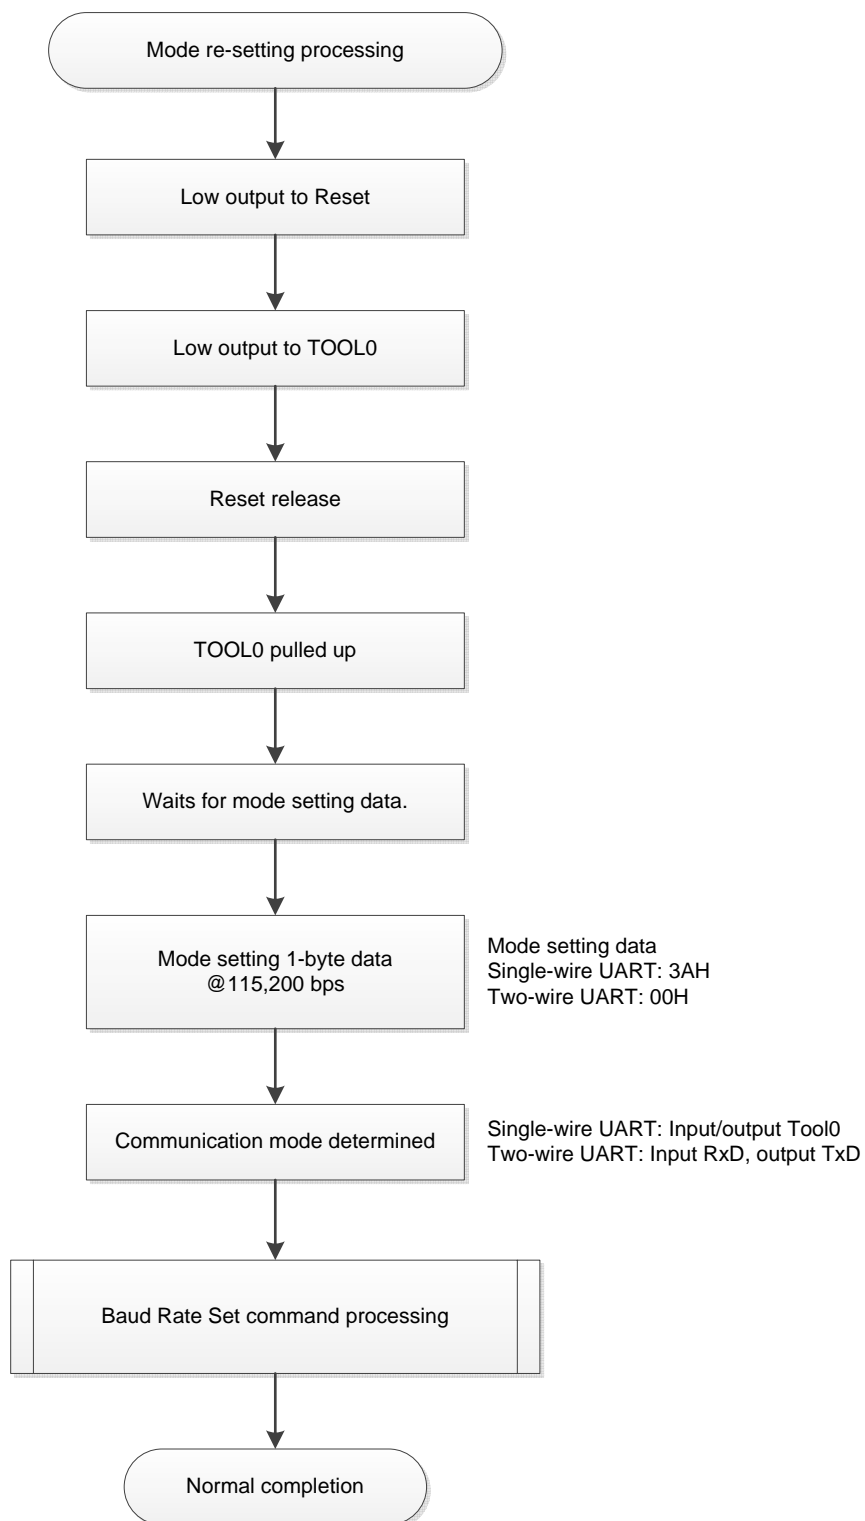 Mode re-setting processing
Low output to Reset
Low output to TOOL0
Reset release
TOOL0 pulled up
Waits for mode setting data.
Mode setting 1-byte data
@115,200 bps
Mode setting data
Single-wire UART: 3AH
Two-wire UART: 00H
Communication mode determined
Single-wire UART: Input/output Tool0
Two-wire UART: Input RxD, output TxD
Baud Rate Set command processing
Normal completion